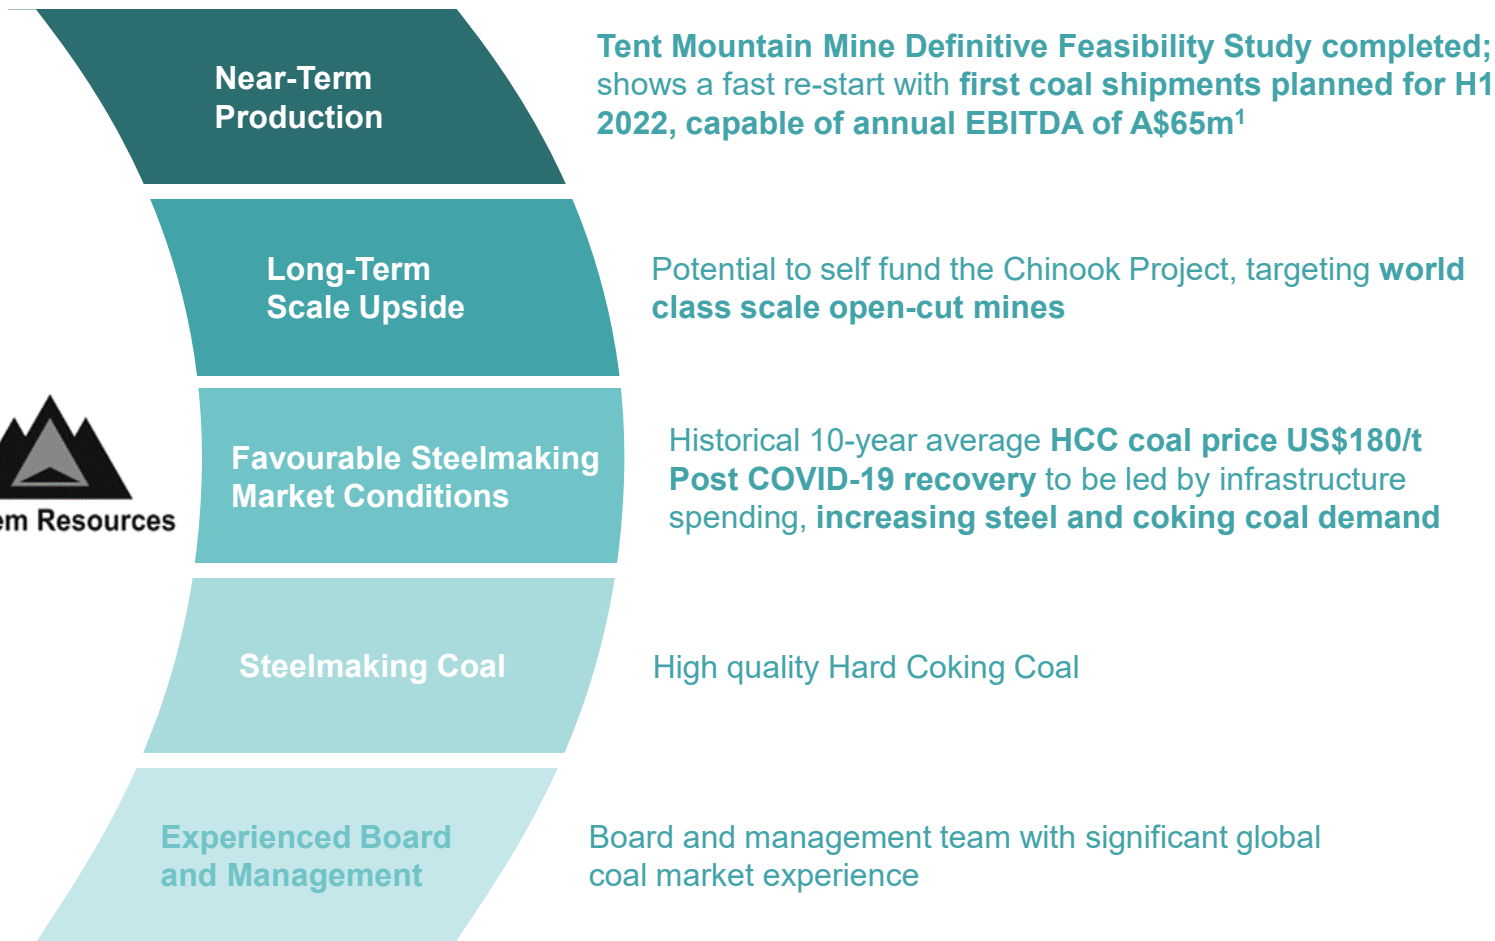 Near-Term
Production
Tent Mountain Mine Definitive Feasibility Study completed;
shows a fast re-start with first coal shipments planned for H1
2022, capable of annual EBITDA of A$65m¹
Long-Term
Scale Upside
Potential to self fund the Chinook Project, targeting world
class scale open-cut mines
Resources
Favourable Steelmaking
Market Conditions
Historical 10-year average HCC coal price US$180/t
Post COVID-19 recovery to be led by infrastructure
spending, increasing steel and coking coal demand
Steelmaking Coal
High quality Hard Coking Coal
Experienced Board
and Management
Board and management team with significant global
coal market experience